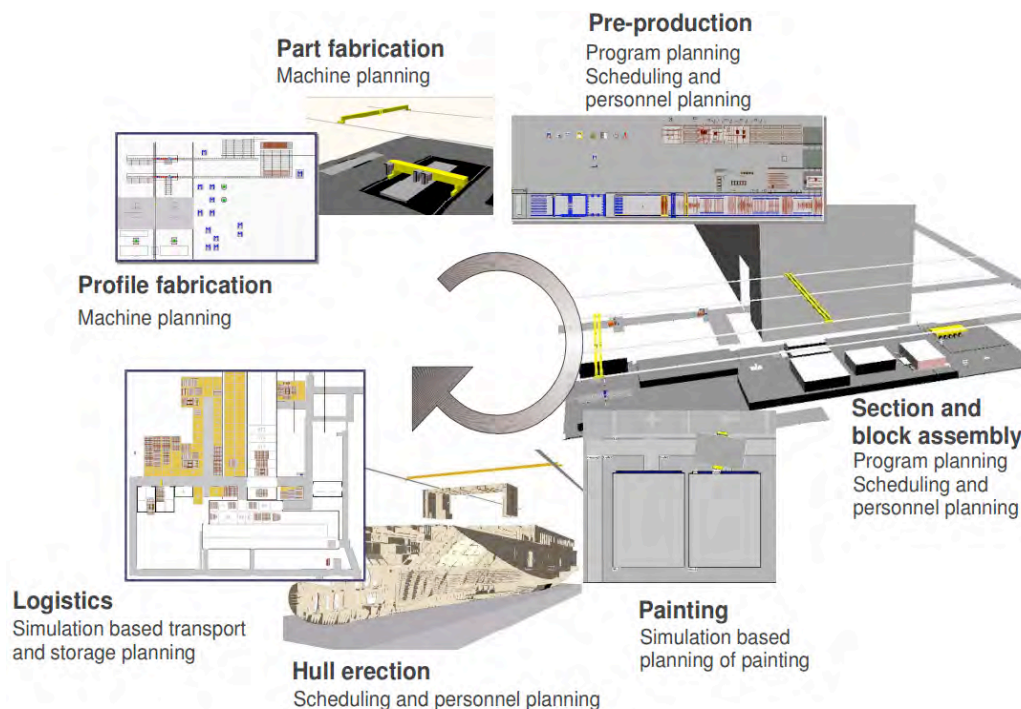 Pre-production
Program planning
Scheduling and
personnel planning
Part fabrication
Machine planning
Profile fabrication
Machine planning
Section and
block assembly
Program planning
Scheduling and
personnel planning
Painting
Simulation based
planning of painting
Hull erection
Scheduling and personnel planning
Logistics
Simulation based transport
and storage planning